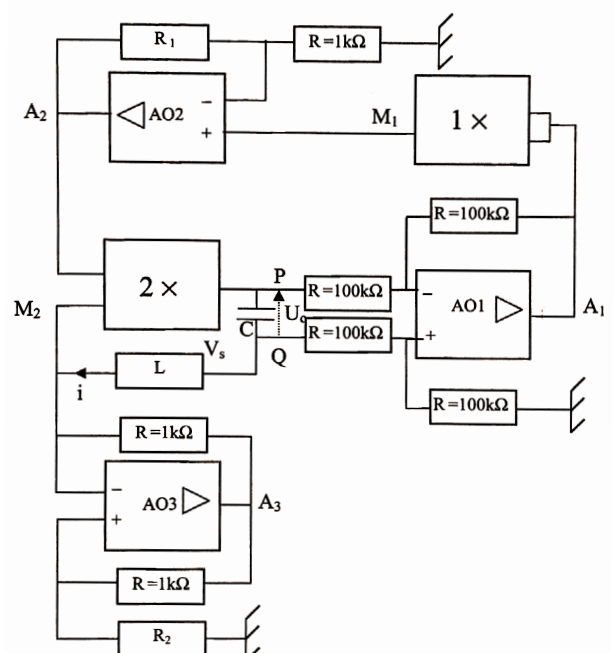 R₁
R=1kΩ
A₂
AO2
−
+
M₁
1 ×
R=100kΩ
2 ×
P
R=100kΩ
−
AO1
A₁
M₂
C
U₀
R=100kΩ
+
Vₛ
Q
L
i
R=100kΩ
R=1kΩ
−
AO3
A₃
+
R=1kΩ
R₂